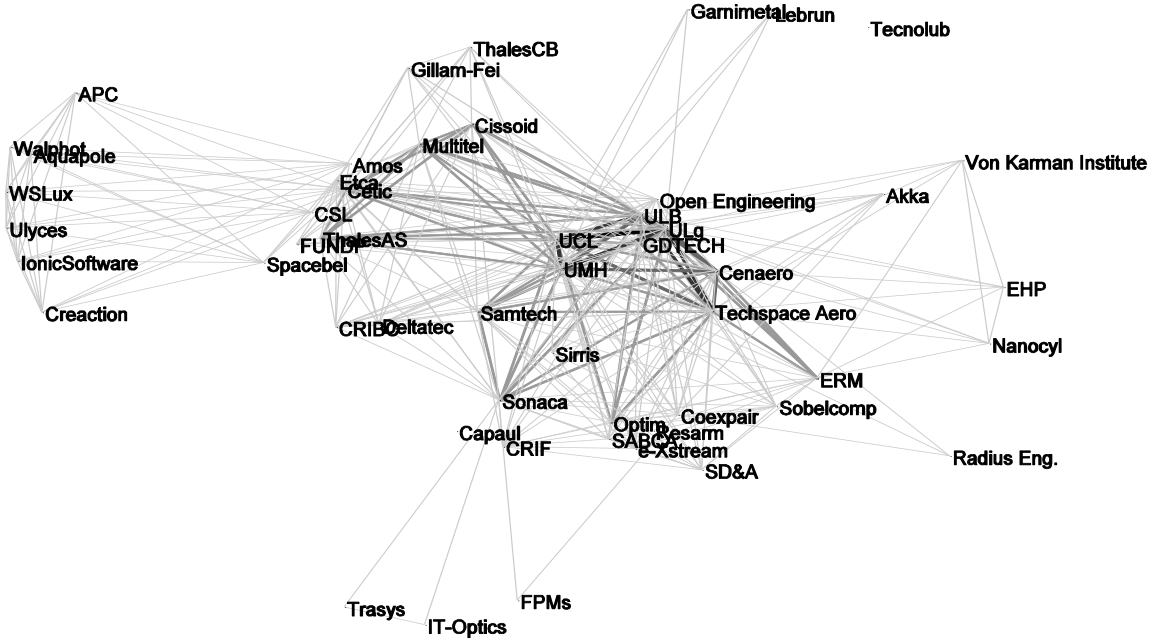 Garnimetal
Lebrun
Tecnolub
ThalesCB
Gillam-Fei
APC
Cissoid
Multitel
Walphot
Aquapole
Von Karman Institute
Amos
Etca
Cetic
WSLux
Akka
Open Engineering
CSL
ULB
Ulyces
ULg
ThalesAS
UCL
FUNDP
GDTECH
IonicSoftware
Spacebel
UMH
Cenaero
EHP
Creaction
Samtech
Techspace Aero
CRIBC
Deltatec
Nanocyl
Sirris
ERM
Sonaca
Sobelcomp
Coexpair
Optim
Capaul
Resarm
SABCA
CRIF
e-Xstream
Radius Eng.
SD&A
FPMs
Trasys
IT-Optics